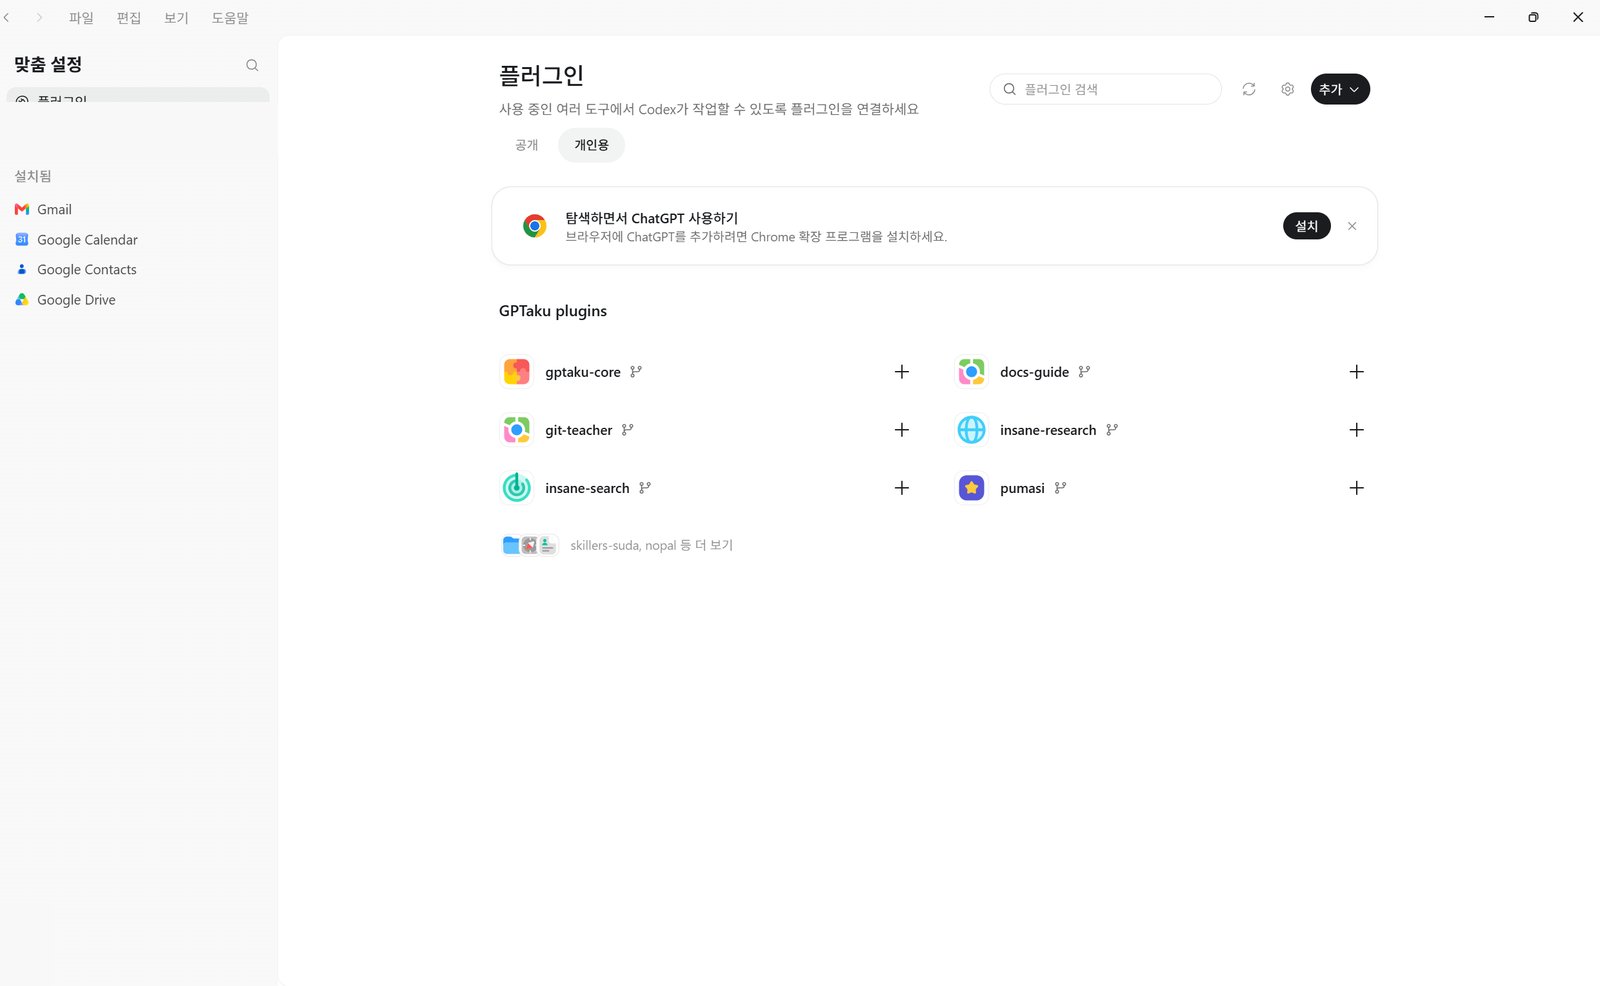 파일 편집 보기 도움말
맞춤 설정
플러그인
설치됨
Gmail
31
Google Calendar
Google Contacts
Google Drive
플러그인
사용 중인 여러 도구에서 Codex가 작업할 수 있도록 플러그인을 연결하세요
플러그인 검색
추가
공개 개인용
탐색하면서 ChatGPT 사용하기
브라우저에 ChatGPT를 추가하려면 Chrome 확장 프로그램을 설치하세요.
설치
GPTaku plugins
gptaku-core
docs-guide
git-teacher
insane-research
insane-search
pumasi
skillers-suda, nopal 등 더 보기